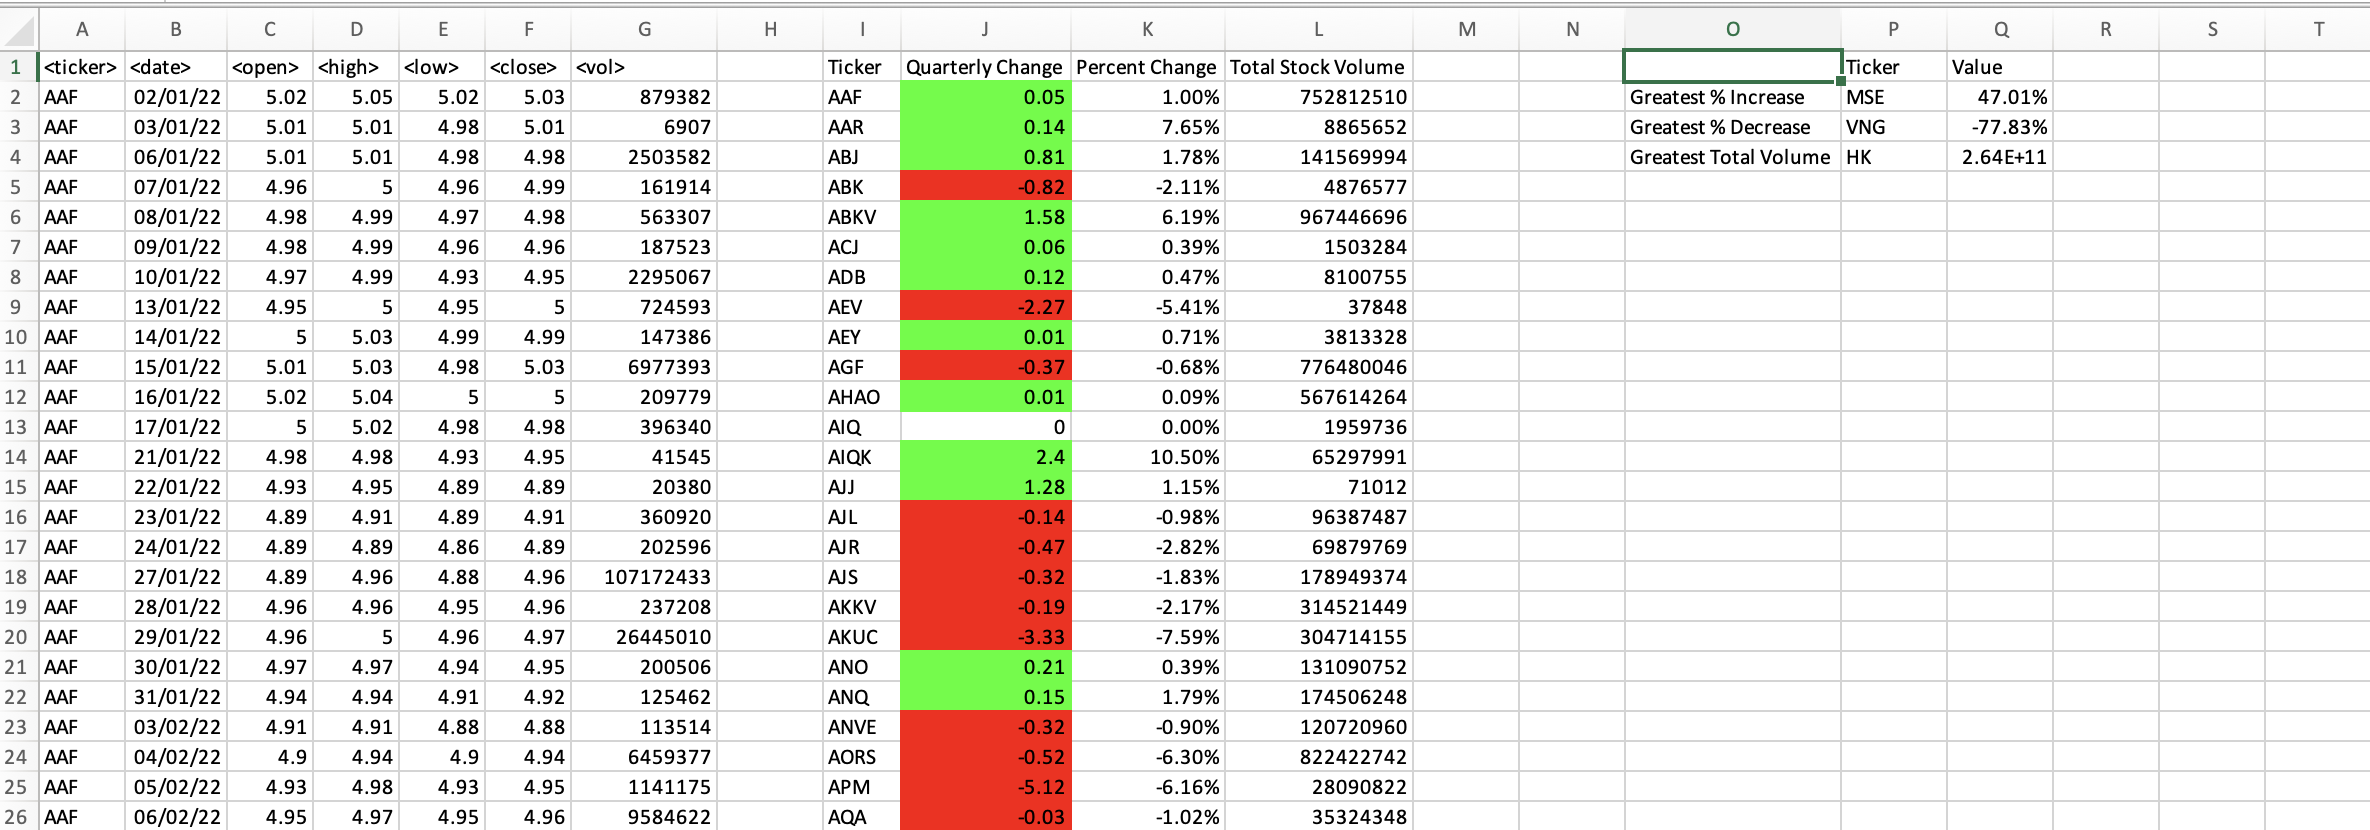 A B C D E F G H I J K L M N O P Q R S T
1 <ticker> <date> <open> <high> <low> <close> <vol> Ticker Quarterly Change Percent Change Total Stock Volume Ticker Value
2 AAF 02/01/22 5.02 5.05 5.02 5.03 879382 AAF 0.05 1.00% 752812510 Greatest % Increase MSE 47.01%
3 AAF 03/01/22 5.01 5.01 4.98 5.01 6907 AAR 0.14 7.65% 8865652 Greatest % Decrease VNG -77.83%
4 AAF 06/01/22 5.01 5.01 4.98 4.98 2503582 ABJ 0.81 1.78% 141569994 Greatest Total Volume HK 2.64E+11
5 AAF 07/01/22 4.96 5 4.96 4.99 161914 ABK -0.82 -2.11% 4876577
6 AAF 08/01/22 4.98 4.99 4.97 4.98 563307 ABKV 1.58 6.19% 967446696
7 AAF 09/01/22 4.98 4.99 4.96 4.96 187523 ACJ 0.06 0.39% 1503284
8 AAF 10/01/22 4.97 4.99 4.93 4.95 2295067 ADB 0.12 0.47% 8100755
9 AAF 13/01/22 4.95 5 4.95 5 724593 AEV -2.27 -5.41% 37848
10 AAF 14/01/22 5 5.03 4.99 4.99 147386 AEY 0.01 0.71% 3813328
11 AAF 15/01/22 5.01 5.03 4.98 5.03 6977393 AGF -0.37 -0.68% 776480046
12 AAF 16/01/22 5.02 5.04 5 5 209779 AHAO 0.01 0.09% 567614264
13 AAF 17/01/22 5 5.02 4.98 4.98 396340 AIQ 0 0.00% 1959736
14 AAF 21/01/22 4.98 4.98 4.93 4.95 41545 AIQK 2.4 10.50% 65297991
15 AAF 22/01/22 4.93 4.95 4.89 4.89 20380 AJJ 1.28 1.15% 71012
16 AAF 23/01/22 4.89 4.91 4.89 4.91 360920 AJL -0.14 -0.98% 96387487
17 AAF 24/01/22 4.89 4.89 4.86 4.89 202596 AJR -0.47 -2.82% 69879769
18 AAF 27/01/22 4.89 4.96 4.88 4.96 107172433 AJS -0.32 -1.83% 178949374
19 AAF 28/01/22 4.96 4.96 4.95 4.96 237208 AKKV -0.19 -2.17% 314521449
20 AAF 29/01/22 4.96 5 4.96 4.97 26445010 AKUC -3.33 -7.59% 304714155
21 AAF 30/01/22 4.97 4.97 4.94 4.95 200506 ANO 0.21 0.39% 131090752
22 AAF 31/01/22 4.94 4.94 4.91 4.92 125462 ANQ 0.15 1.79% 174506248
23 AAF 03/02/22 4.91 4.91 4.88 4.88 113514 ANVE -0.32 -0.90% 120720960
24 AAF 04/02/22 4.9 4.94 4.9 4.94 6459377 AORS -0.52 -6.30% 822422742
25 AAF 05/02/22 4.93 4.98 4.93 4.95 1141175 APM -5.12 -6.16% 28090822
26 AAF 06/02/22 4.95 4.97 4.95 4.96 9584622 AQA -0.03 -1.02% 35324348